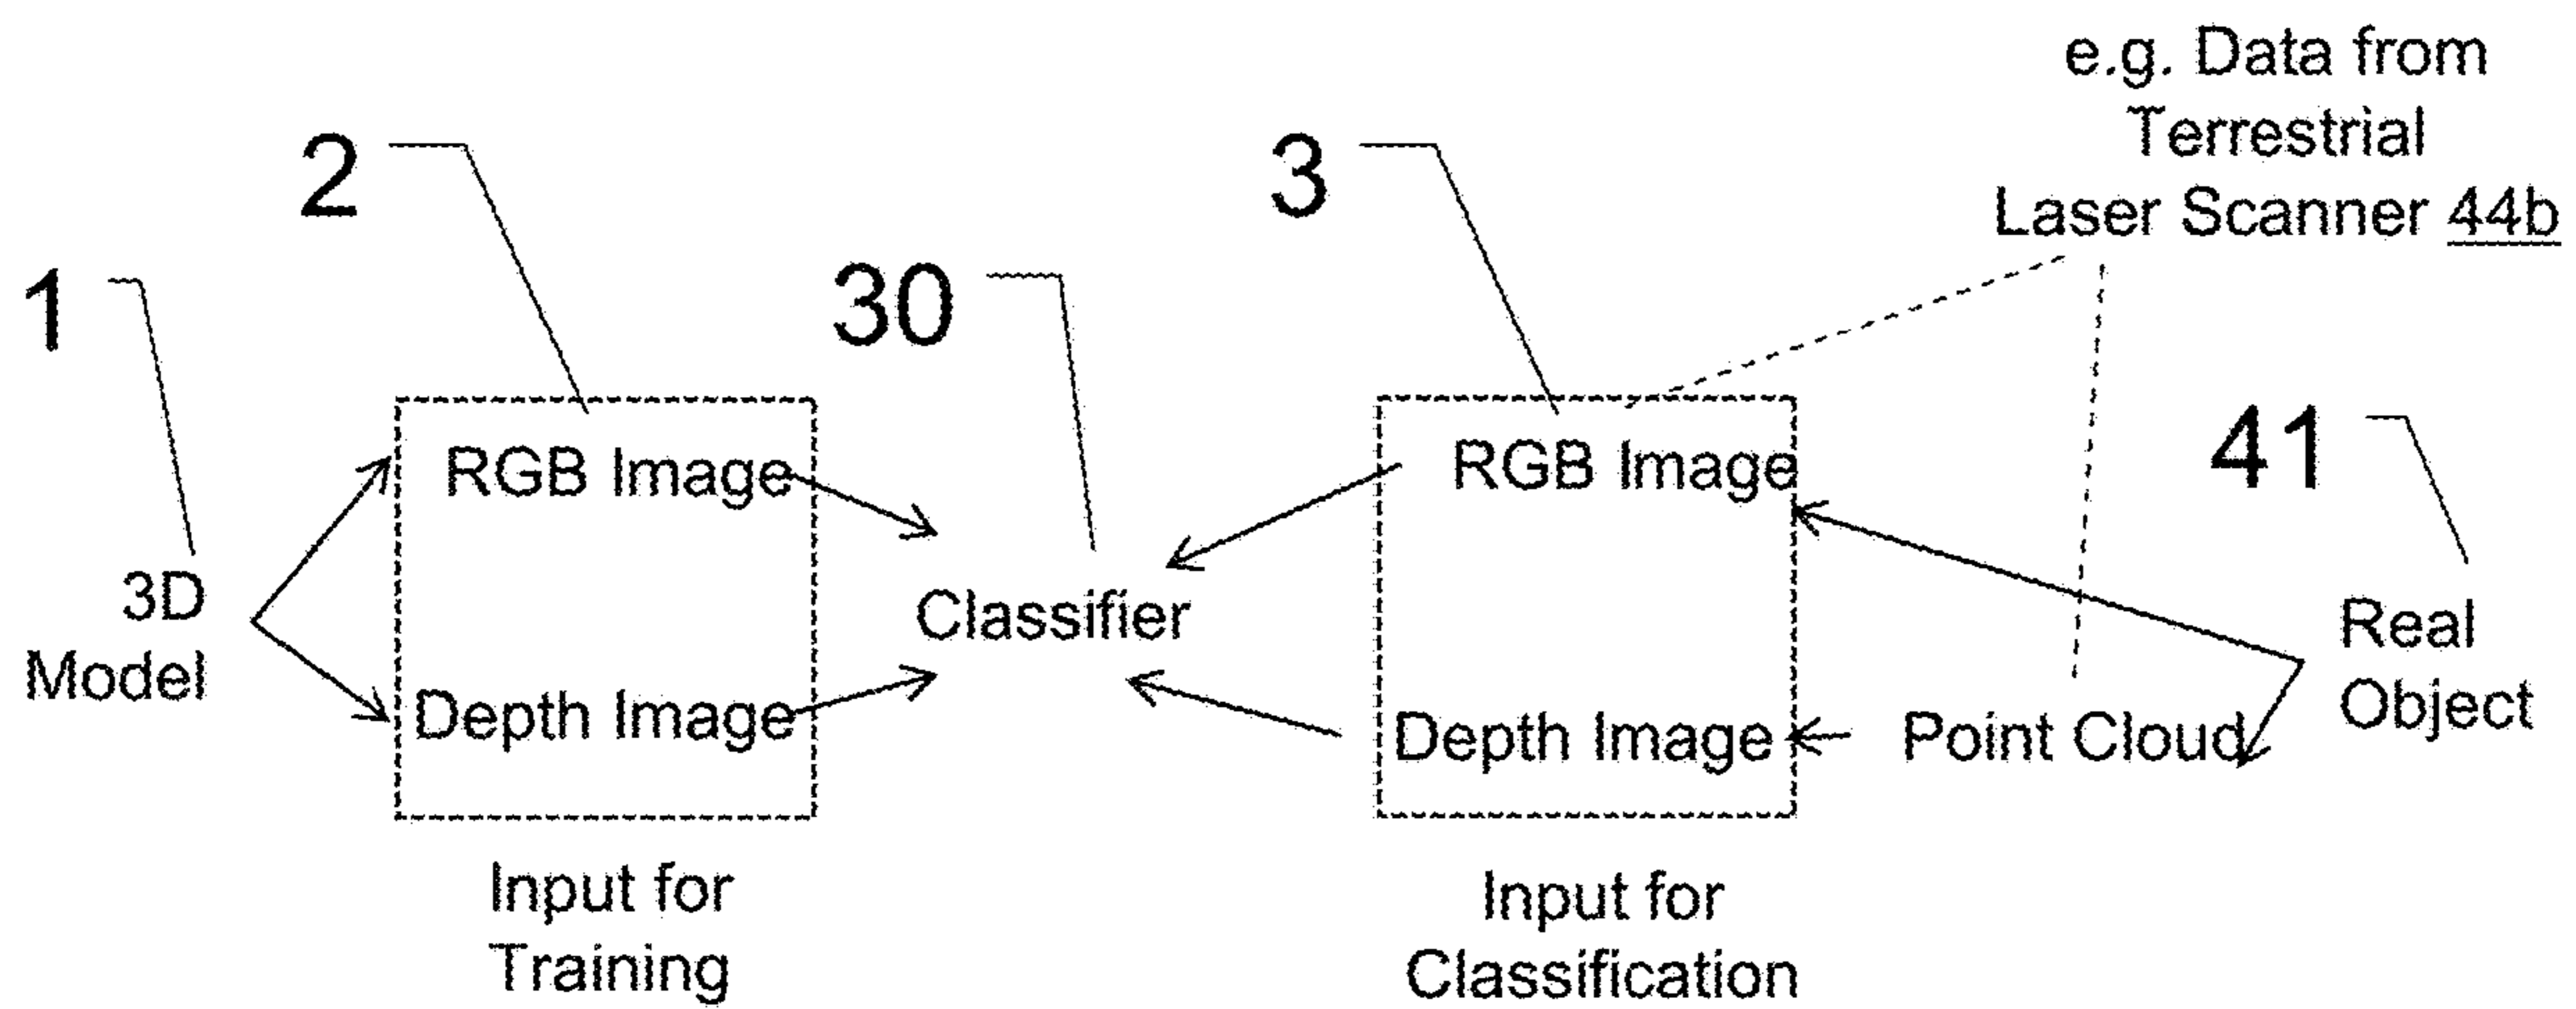 e.g. Data from
Terrestrial
Laser Scanner 44b
2
3
1
30
41
RGB Image
RGB Image
3D
Model
Classifier
Real
Object
Depth Image
Depth Image
Point Cloud
Input for
Training
Input for
Classification